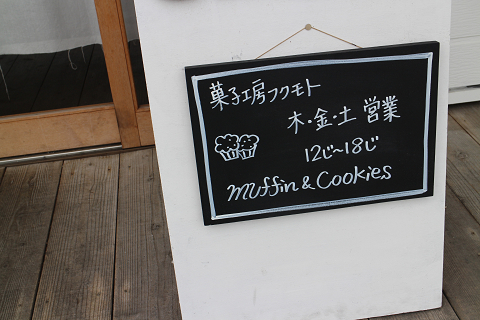 菓子工房フクモト
木・金・土 営業
12じ〜18じ
muffin & Cookies